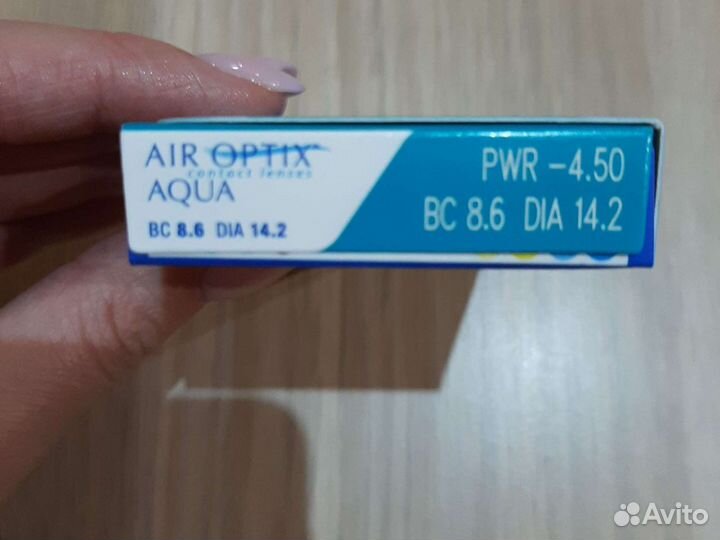 AIR OPTIX™
contact lenses
AQUA
BC 8.6 DIA 14.2
PWR -4.50
BC 8.6 DIA 14.2
Avito